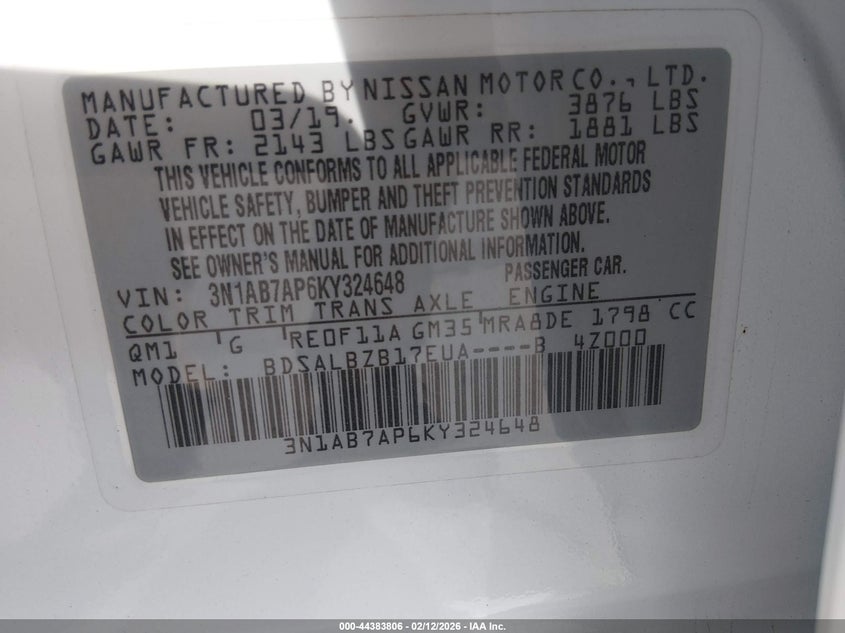 MANUFACTURED BY NISSAN MOTOR CO., LTD.
DATE: 03/19. GVWR: 3876 LBS
GAWR FR: 2143 LBS GAWR RR: 1881 LBS
THIS VEHICLE CONFORMS TO ALL APPLICABLE FEDERAL MOTOR
VEHICLE SAFETY, BUMPER AND THEFT PREVENTION STANDARDS
IN EFFECT ON THE DATE OF MANUFACTURE SHOWN ABOVE.
SEE OWNER'S MANUAL FOR ADDITIONAL INFORMATION.
VIN: 3N1AB7AP6KY324648 PASSENGER CAR.
COLOR TRIM TRANS AXLE ENGINE
QM1 G RE0F11A GM35 MRA8DE 1798 CC
MODEL: BDSALBZB17EUA----B 4Z000
3N1AB7AP6KY324648
000-44383806 - 02/12/2026 - IAA Inc.